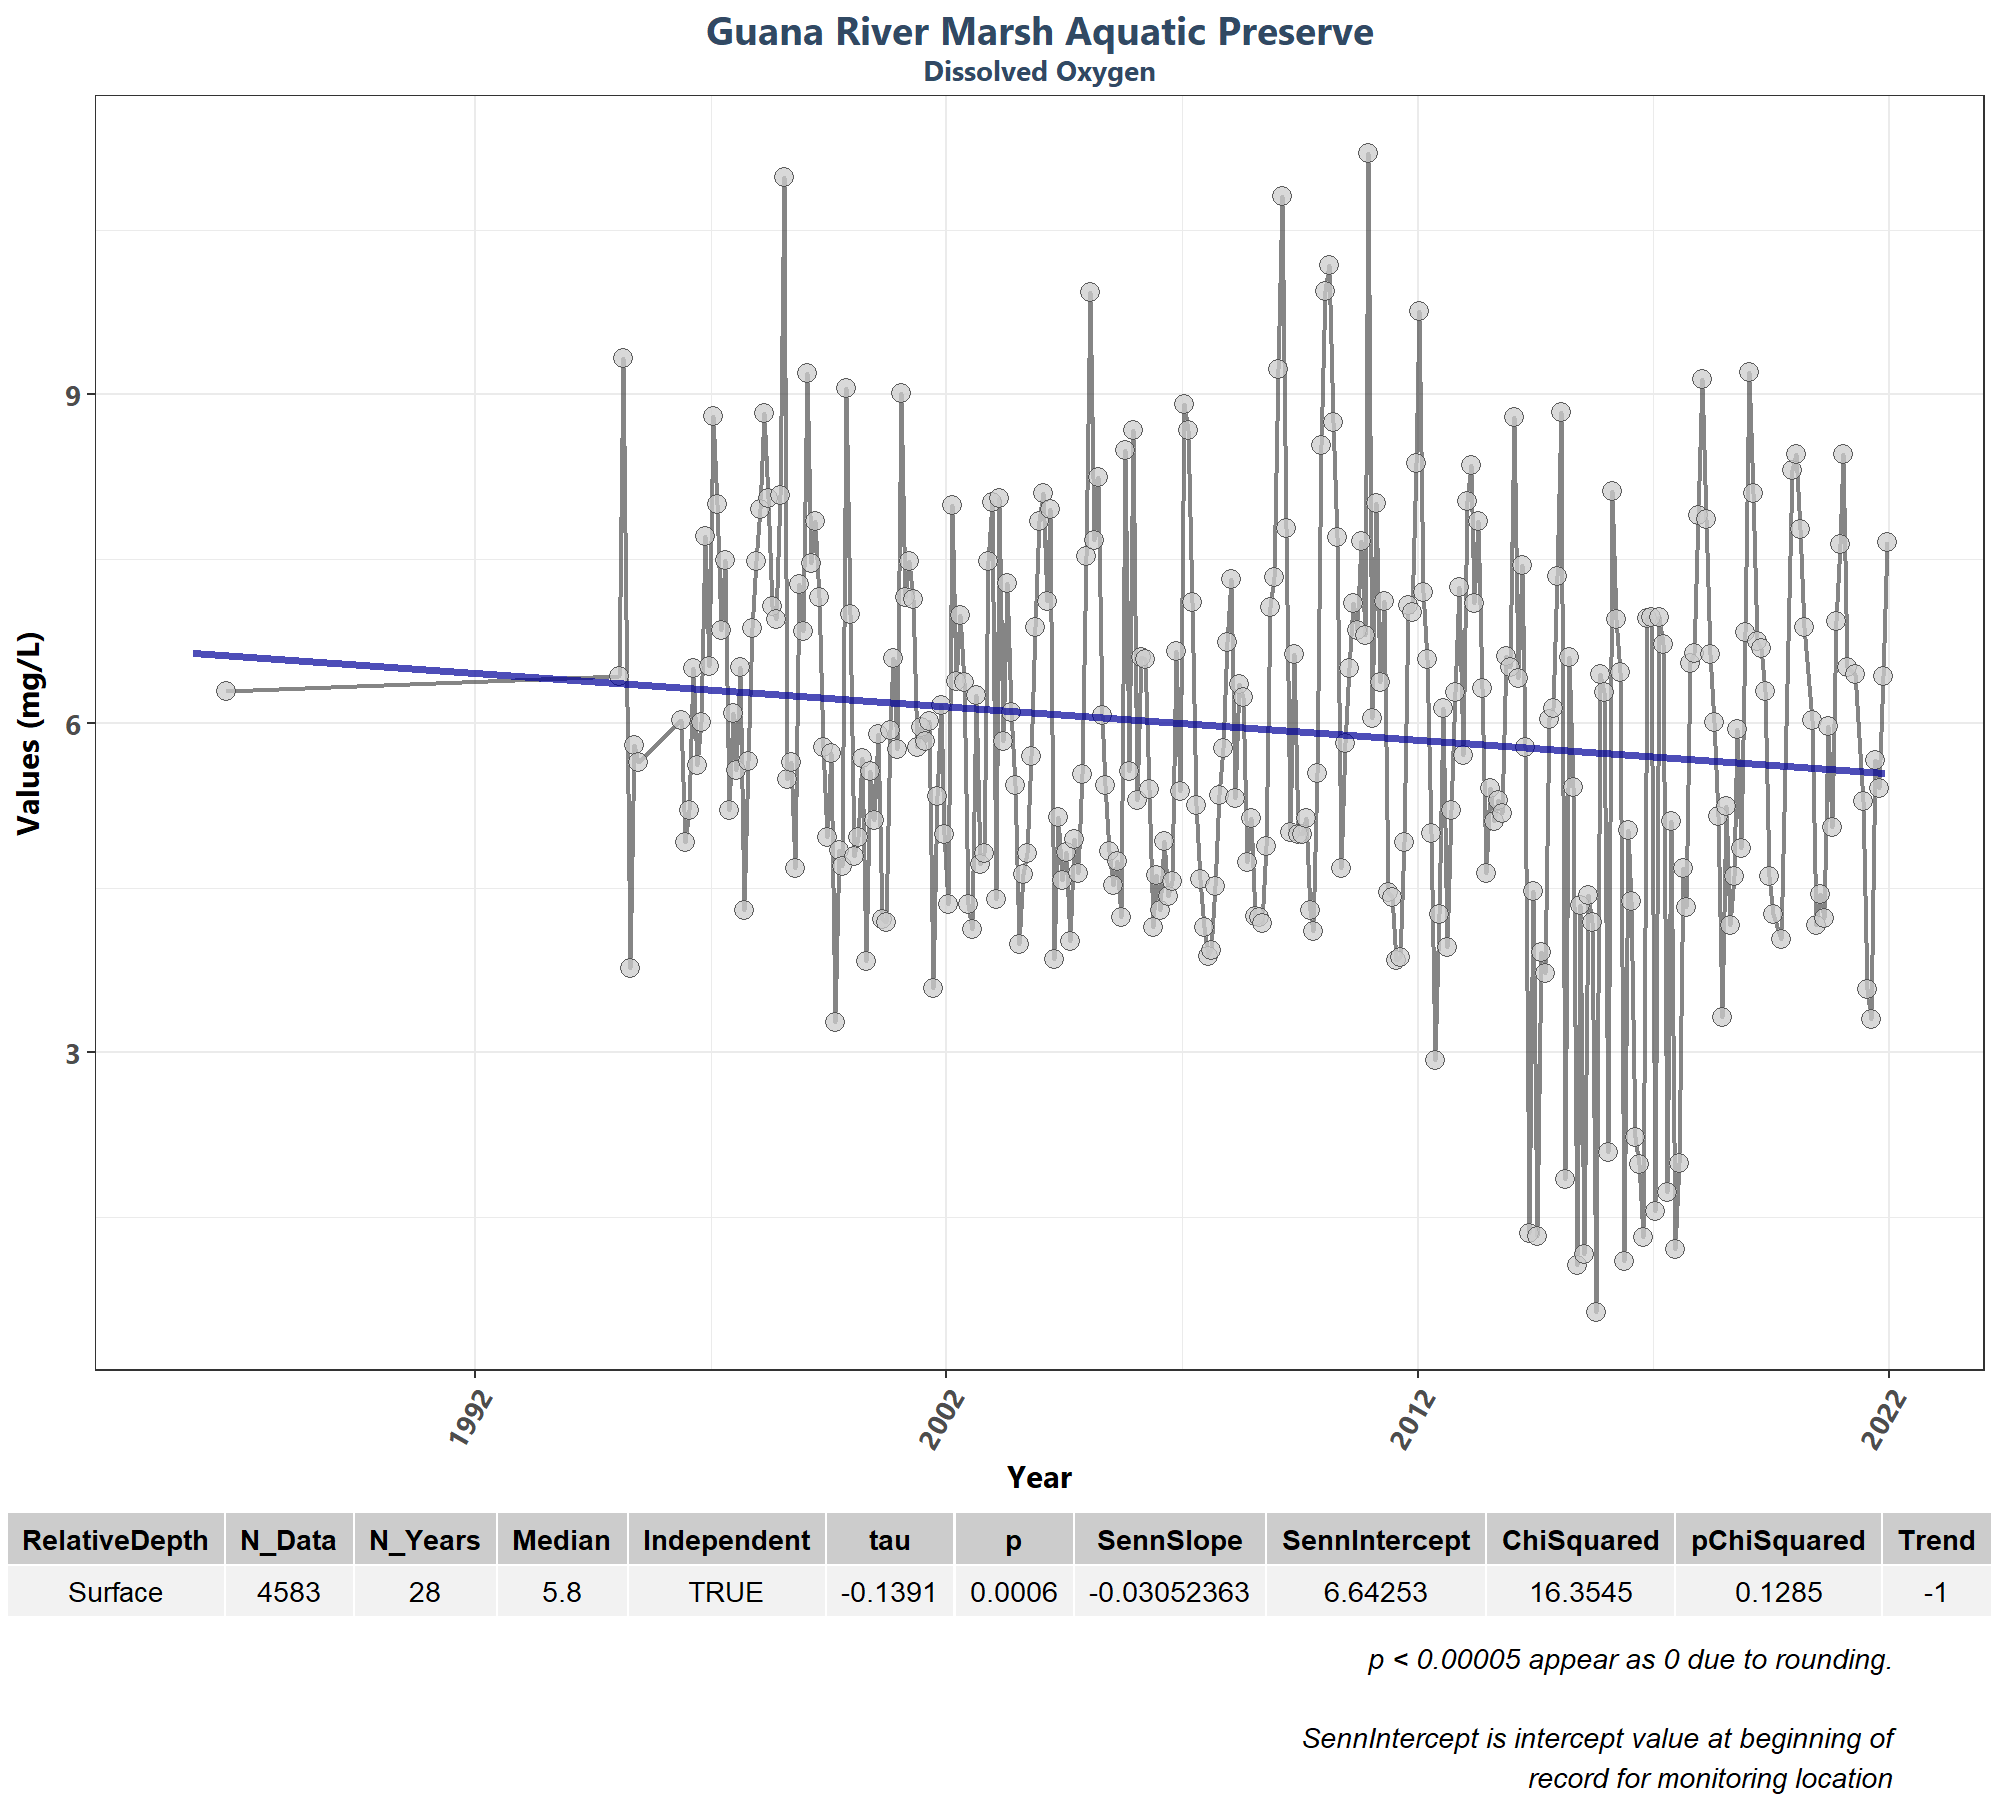 Guana River Marsh Aquatic Preserve
Dissolved Oxygen
Values (mg/L)
9
6
3
1992 2002 2012 2022
Year
RelativeDepth N_Data N_Years Median Independent tau p SennSlope SennIntercept ChiSquared pChiSquared Trend
Surface 4583 28 5.8 TRUE -0.1391 0.0006 -0.03052363 6.64253 16.3545 0.1285 -1
p < 0.00005 appear as 0 due to rounding.
SennIntercept is intercept value at beginning of
record for monitoring location